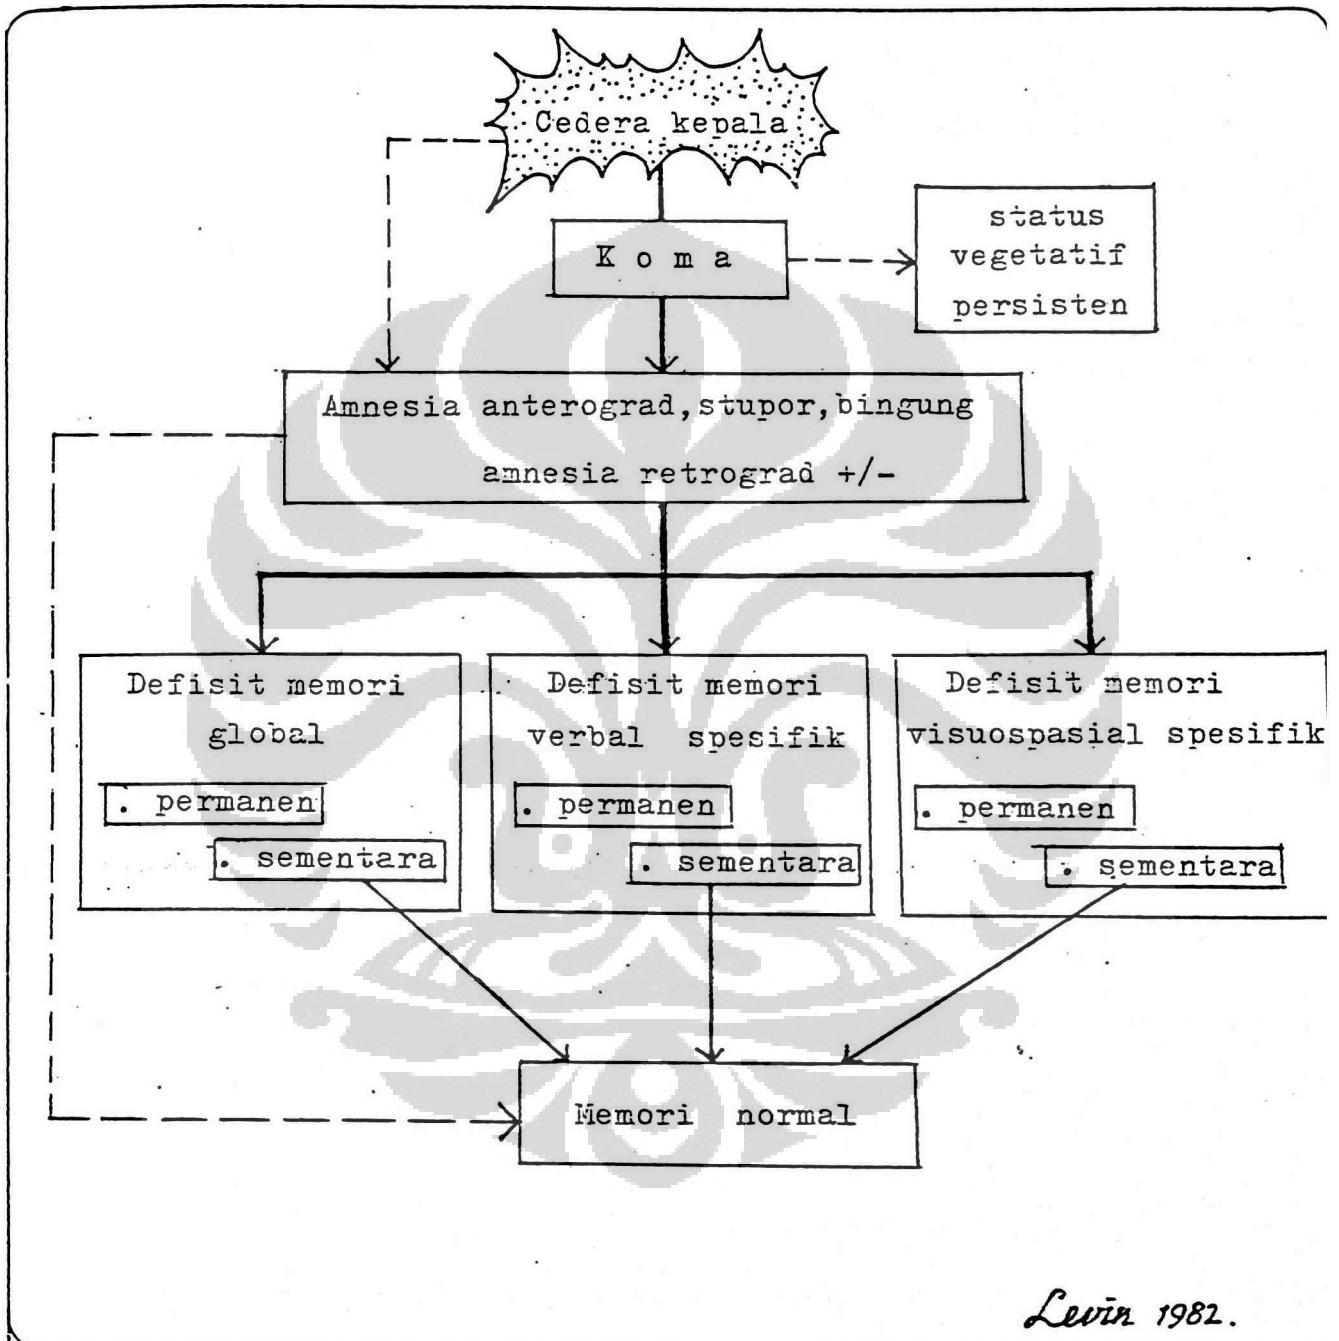 Cedera kepala
K o m a
status
vegetatif
persisten
Amnesia anterograd, stupor, bingung
amnesia retrograd +/-
Defisit memori
global
. permanen
. sementara
Defisit memori
verbal spesifik
. permanen
. sementara
Defisit memori
visuospasial spesifik
. permanen
. sementara
Memori normal
Levin 1982.